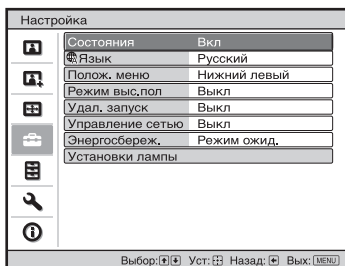 Настройка
Состояния Вкл
Язык Русский
Полож. меню Нижний левый
Режим выс.пол Выкл
Удал. запуск Выкл
Управление сетью Выкл
Энергосбереж. Режим ожид.
Установки лампы
Выбор: Уст: Назад: Вых: MENU